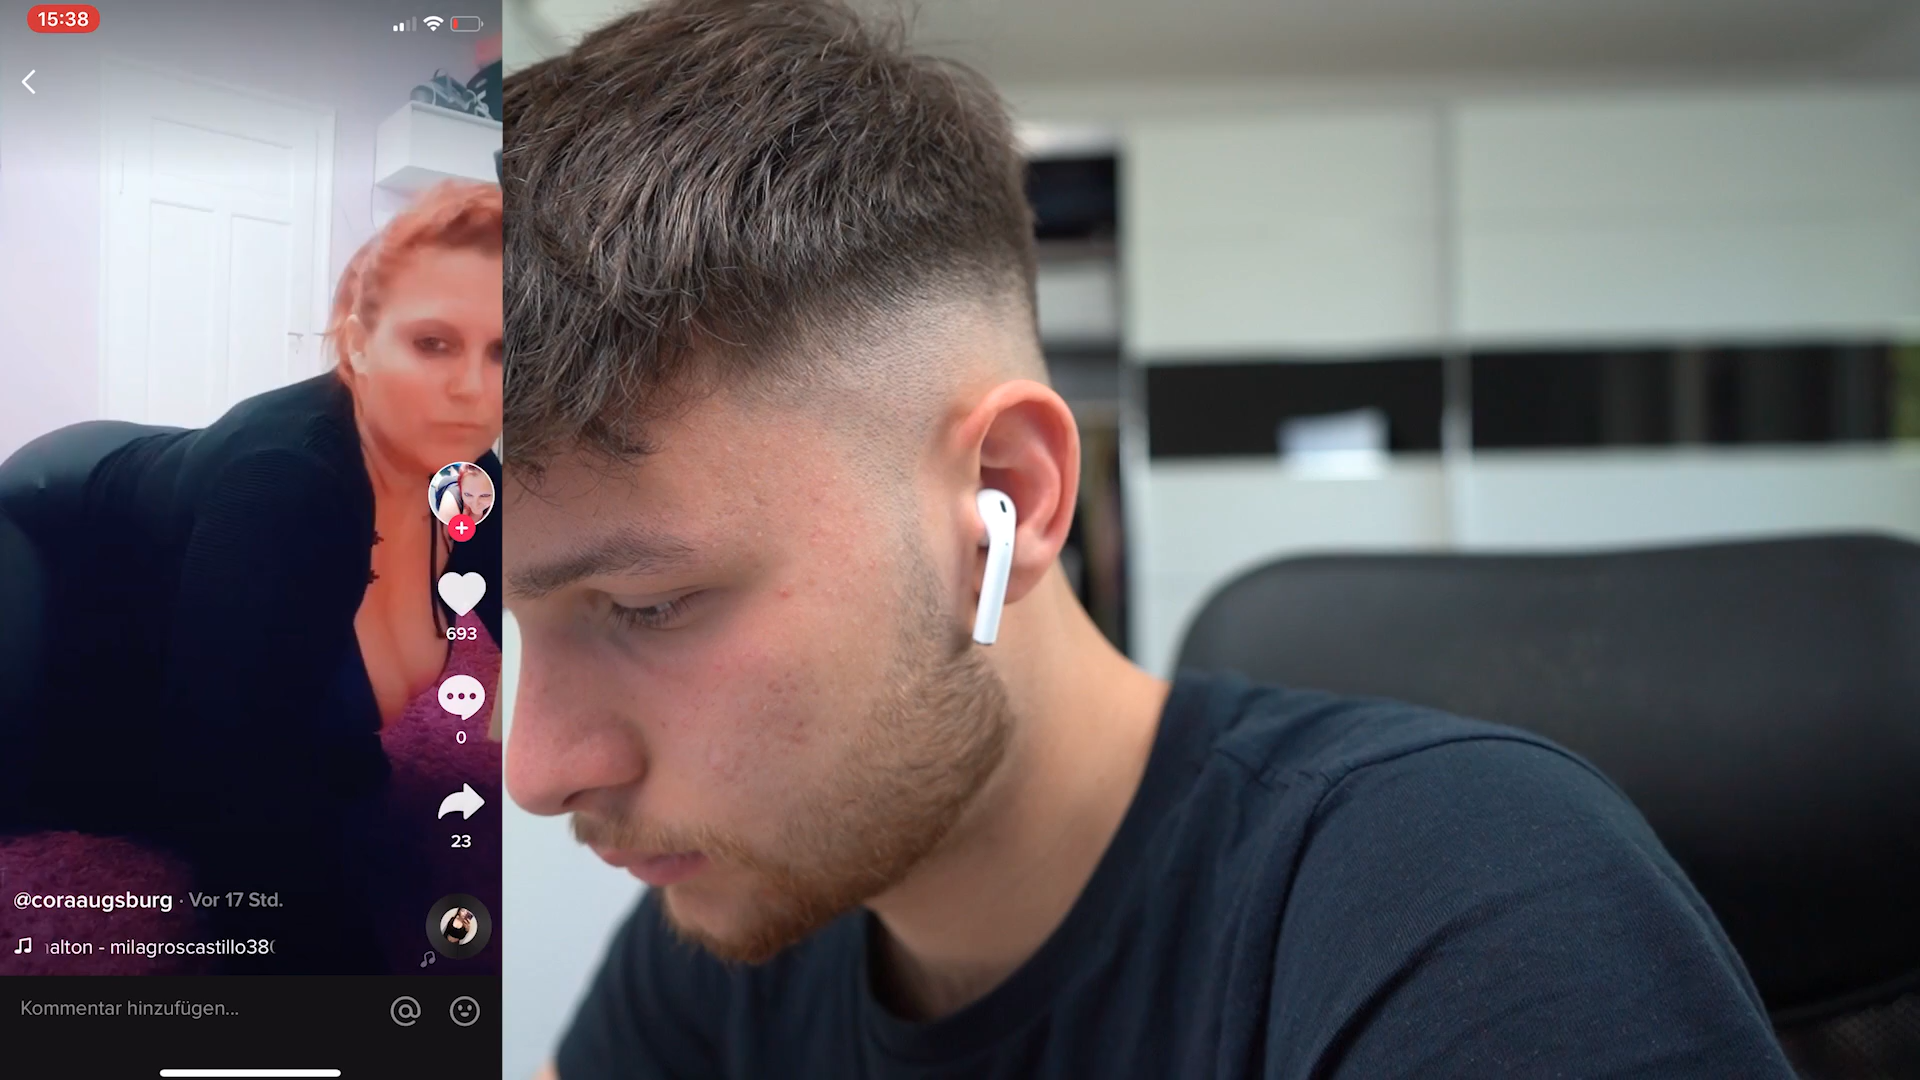 15:38
693
0
23
@coraaugsburg · Vor 17 Std.
alton - milagroscastillo38
Kommentar hinzufügen...